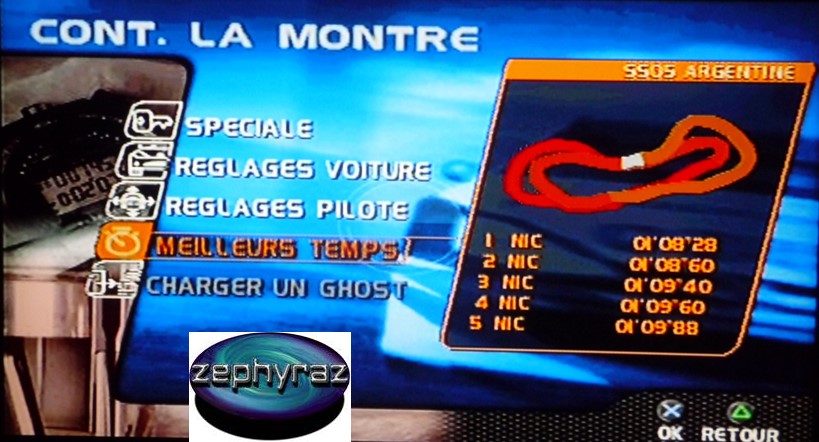 CONT. LA MONTRE
SS05 ARGENTINE
SPECIALE
REGLAGES VOITURE
REGLAGES PILOTE
MEILLEURS TEMPS
CHARGER UN GHOST
1 NIC 01'08"28
2 NIC 01'08"60
3 NIC 01'09"40
4 NIC 01'09"60
5 NIC 01'09"88
zephyraz
OK RETOUR